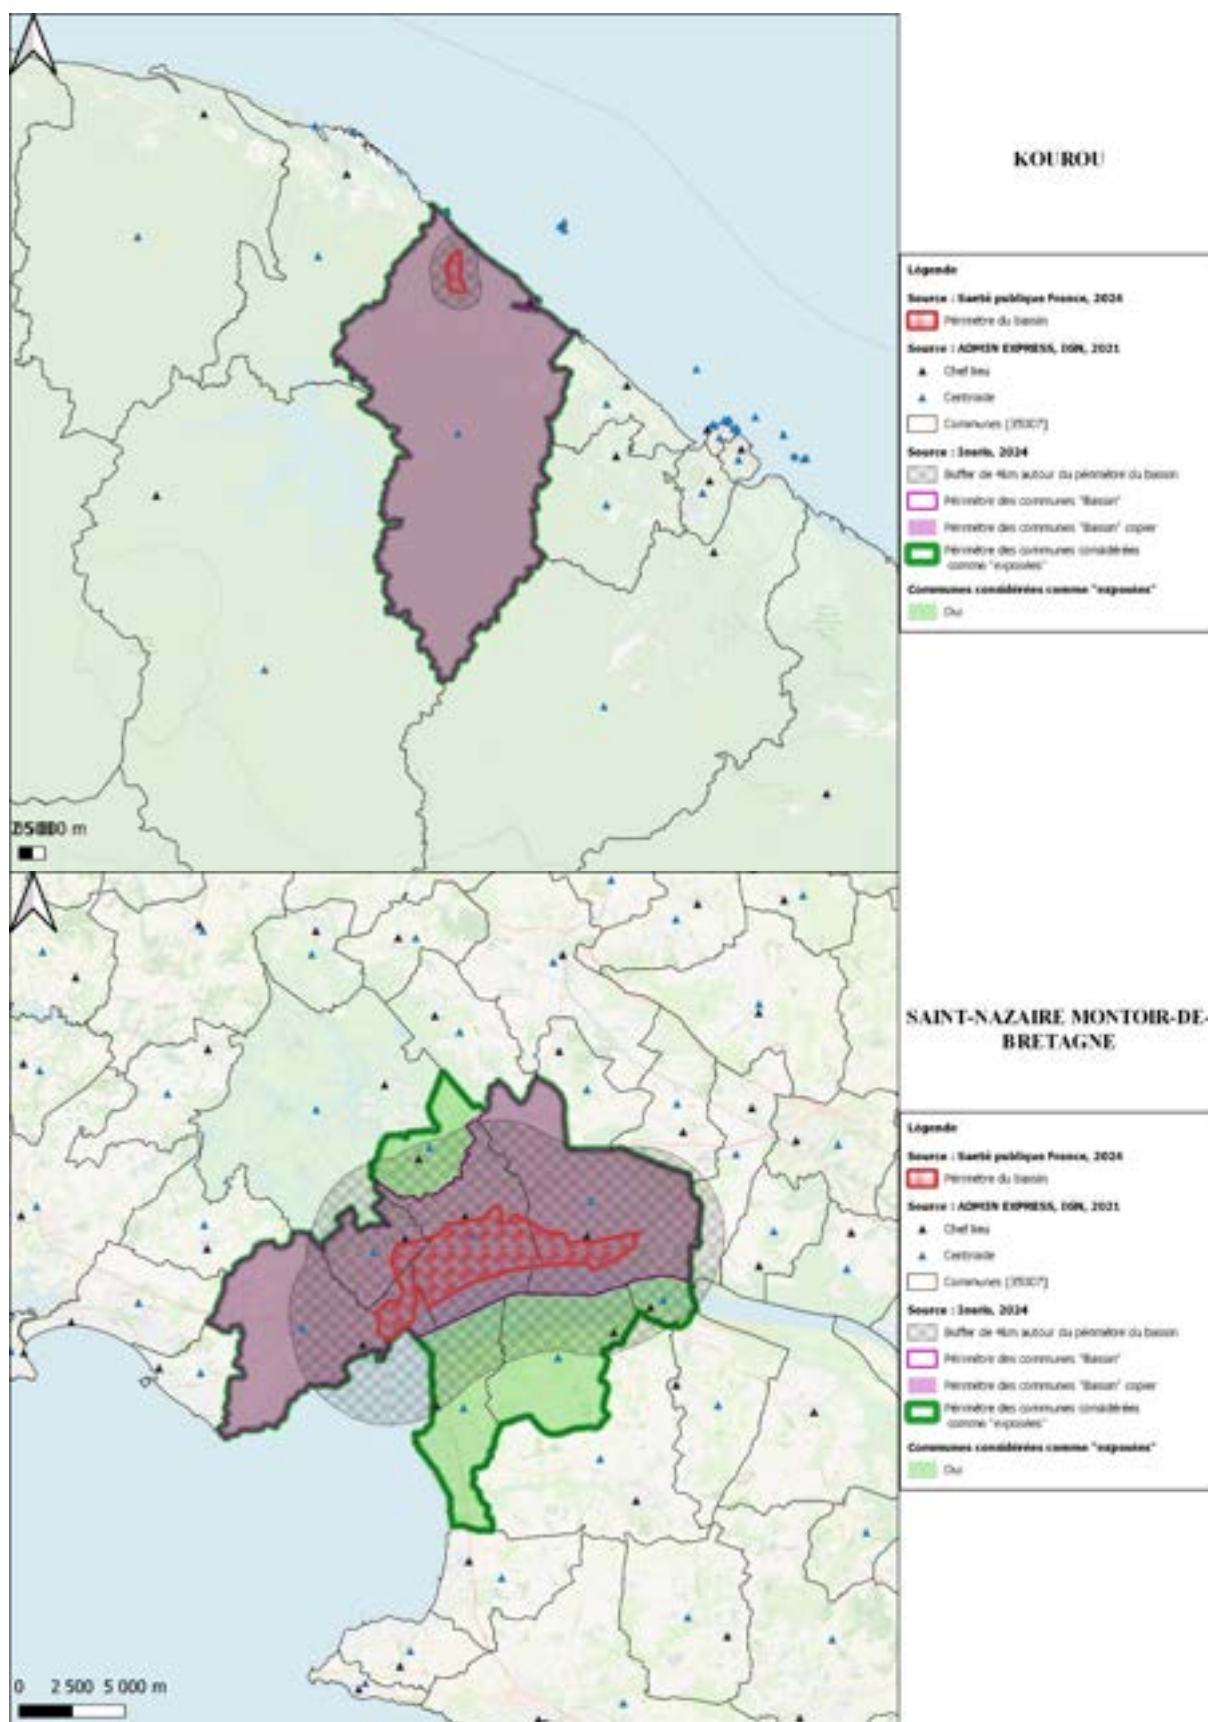 KOUROU
Légende
Source : Santé publique France, 2024
Périmètre du bassin
Source : ADMIN EXPRESS, IGN, 2021
Chef lieu
Centroïde
Communes [35007]
Source : Ineris, 2024
Buffer de 4km autour du périmètre du bassin
Périmètre des communes "Bassin"
Périmètre des communes "Bassin" copier
Périmètre des communes considérées
comme "exposées"
Communes considérées comme "exposées"
Oui
000 m
SAINT-NAZAIRE MONTOIR-DE-
BRETAGNE
Légende
Source : Santé publique France, 2024
Périmètre du bassin
Source : ADMIN EXPRESS, IGN, 2021
Chef lieu
Centroïde
Communes [35007]
Source : Ineris, 2024
Buffer de 4km autour du périmètre du bassin
Périmètre des communes "Bassin"
Périmètre des communes "Bassin" copier
Périmètre des communes considérées
comme "exposées"
Communes considérées comme "exposées"
Oui
0 2 500 5 000 m